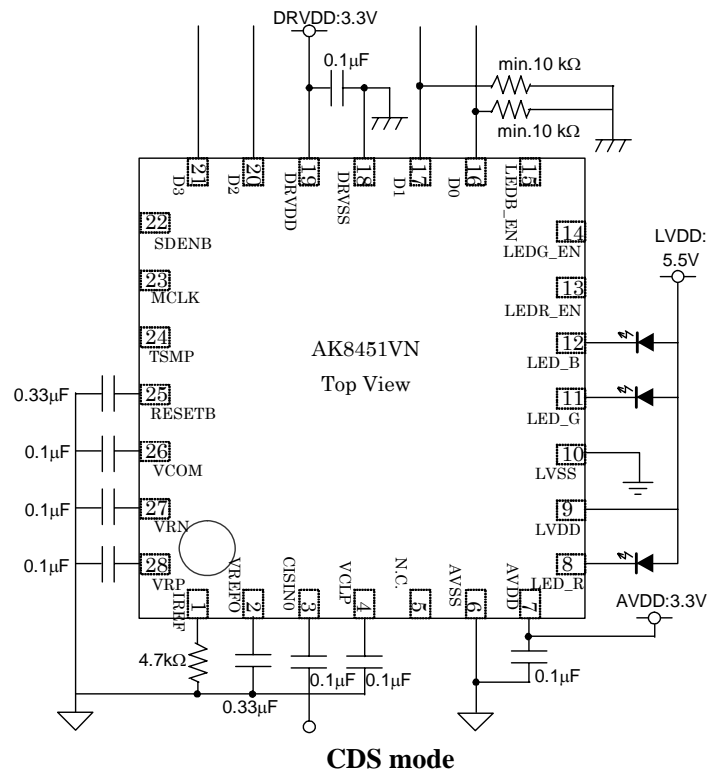 DRVDD:3.3V
0.1μF
min.10 kΩ
min.10 kΩ
21
20
19
18
17
16
15
D3
D2
DRVDD
DRVSS
D1
D0
LEDB_EN
22
SDENB
14
LEDG_EN
LVDD:
5.5V
23
MCLK
13
LEDR_EN
24
TSMP
AK8451VN
Top View
12
LED_B
0.33μF
25
RESETB
11
LED_G
0.1μF
26
VCOM
10
LVSS
0.1μF
27
VRN
9
LVDD
0.1μF
28
VRP
8
LED_R
IREF
VREFO
CISIN0
VCLP
N.C.
AVSS
AVDD
1
2
3
4
5
6
7
AVDD:3.3V
4.7kΩ
0.33μF
0.1μF
0.1μF
0.1μF
CDS mode